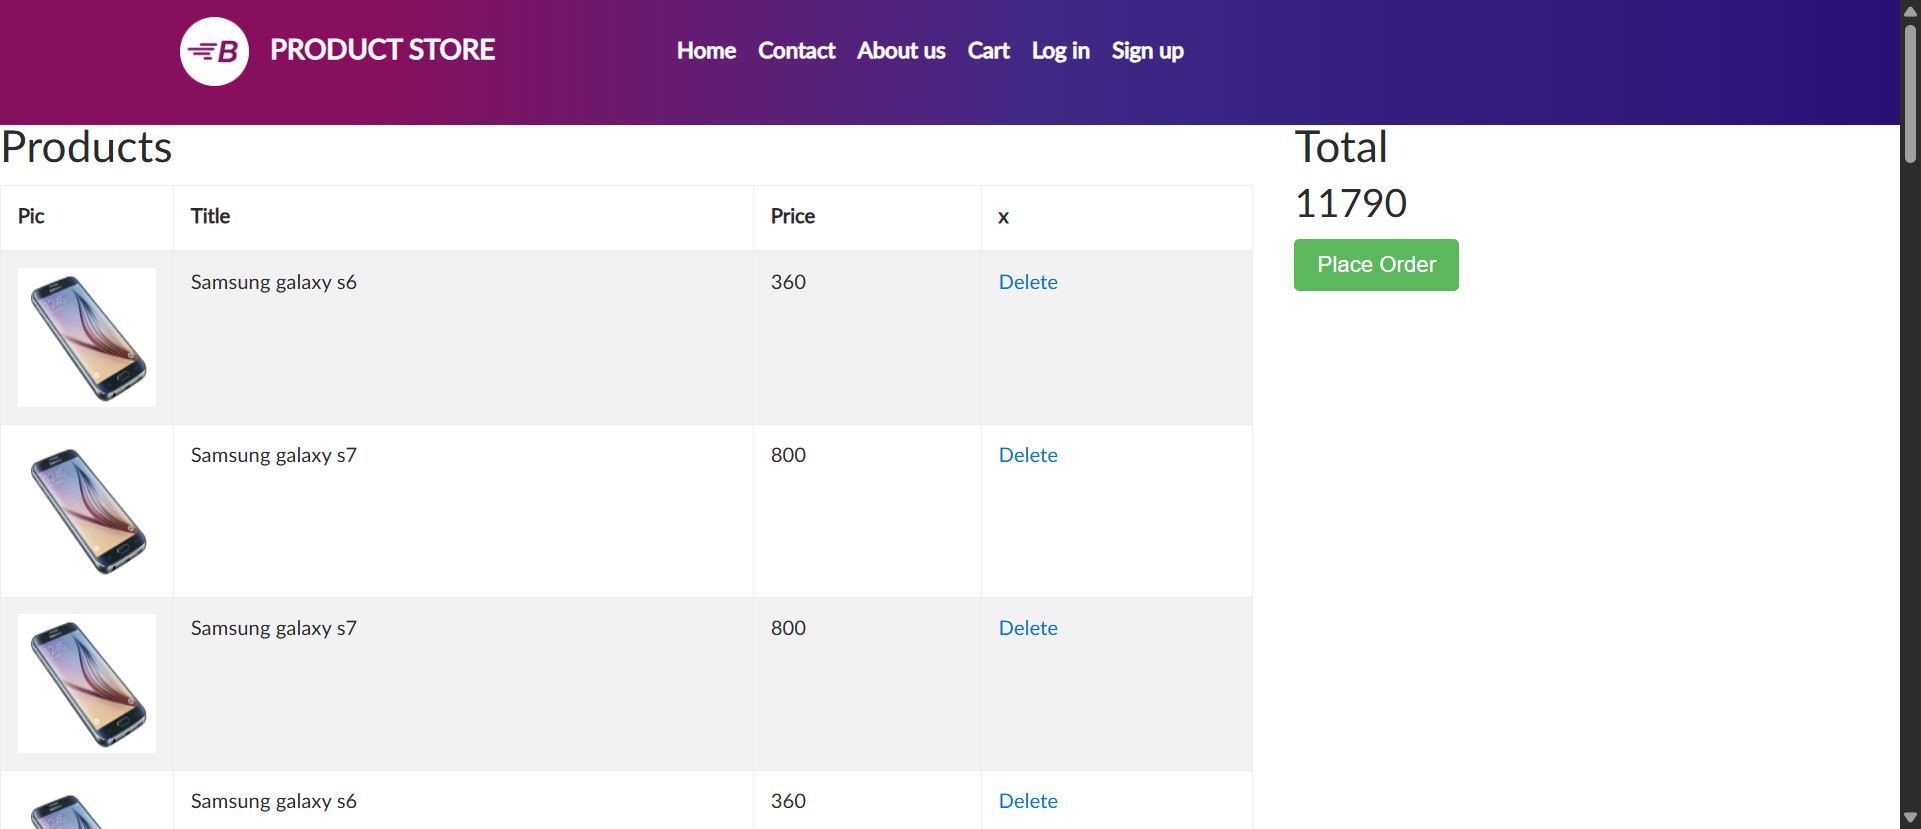 B PRODUCT STORE Home Contact About us Cart Log in Sign up
Products
Pic Title Price x
Samsung galaxy s6 360 Delete
Samsung galaxy s7 800 Delete
Samsung galaxy s7 800 Delete
Samsung galaxy s6 360 Delete
Total
11790
Place Order